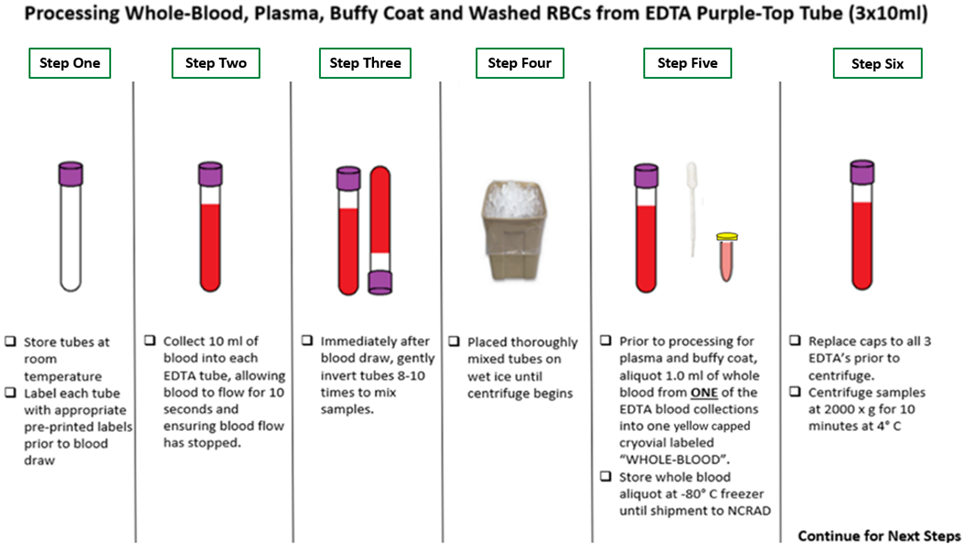 Processing Whole-Blood, Plasma, Buffy Coat and Washed RBCs from EDTA Purple-Top Tube (3x10ml)
Step One
❑ Store tubes at
room
temperature
❑ Label each tube
with appropriate
pre-printed labels
prior to blood
draw
Step Two
❑ Collect 10 ml of
blood into each
EDTA tube, allowing
blood to flow for 10
seconds and
ensuring blood flow
has stopped.
Step Three
❑ Immediately after
blood draw, gently
invert tubes 8-10
times to mix
samples.
Step Four
❑ Placed thoroughly
mixed tubes on
wet ice until
centrifuge begins
Step Five
❑ Prior to processing for
plasma and buffy coat,
aliquot 1.0 ml of whole
blood from ONE of the
EDTA blood collections
into one yellow capped
cryovial labeled
“WHOLE-BLOOD”.
❑ Store whole blood
aliquot at -80° C freezer
until shipment to NCRAD
Step Six
❑ Replace caps to all 3
EDTA’s prior to
centrifuge.
❑ Centrifuge samples
at 2000 x g for 10
minutes at 4° C
Continue for Next Steps